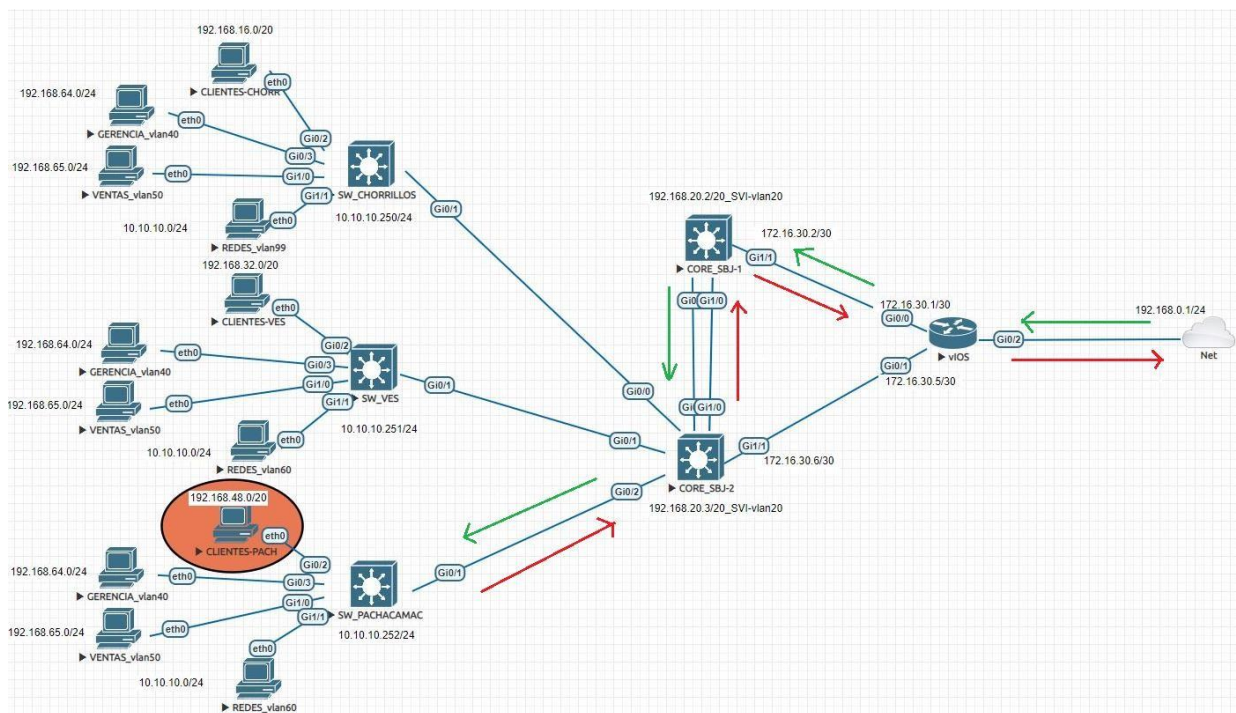 192.168.16.0/20
eth0
CLIENTES-CHORR
192.168.64.0/24
eth0
GERENCIA_vlan40
Gi0/2
Gi0/3
192.168.65.0/24
eth0
Gi1/0
VENTAS_vlan50
SW_CHORRILLOS
Gi1/1
10.10.10.250/24
Gi0/1
10.10.10.0/24
eth0
REDES_vlan99
192.168.32.0/20
eth0
CLIENTES-VES
192.168.64.0/24
eth0
GERENCIA_vlan40
Gi0/2
Gi0/3
192.168.65.0/24
eth0
Gi1/0
VENTAS_vlan50
SW_VES
Gi1/1
10.10.10.251/24
Gi0/1
10.10.10.0/24
eth0
REDES_vlan60
192.168.48.0/20
eth0
CLIENTES-PACH
Gi0/2
192.168.64.0/24
eth0
Gi0/3
GERENCIA_vlan40
Gi1/0
SW_PACHACAMAC
Gi1/1
10.10.10.252/24
Gi0/1
192.168.65.0/24
eth0
VENTAS_vlan50
10.10.10.0/24
eth0
REDES_vlan60
192.168.20.2/20_SVI-vlan20
172.16.30.2/30
Gi1/1
CORE_SBJ-1
Gi1/0
172.16.30.1/30
Gi0/0
192.168.0.1/24
Gi0/2
vIOS
Net
Gi0/1
172.16.30.5/30
Gi0/0
Gi1/0
Gi0/1
Gi1/1
172.16.30.6/30
CORE_SBJ-2
Gi0/2
192.168.20.3/20_SVI-vlan20